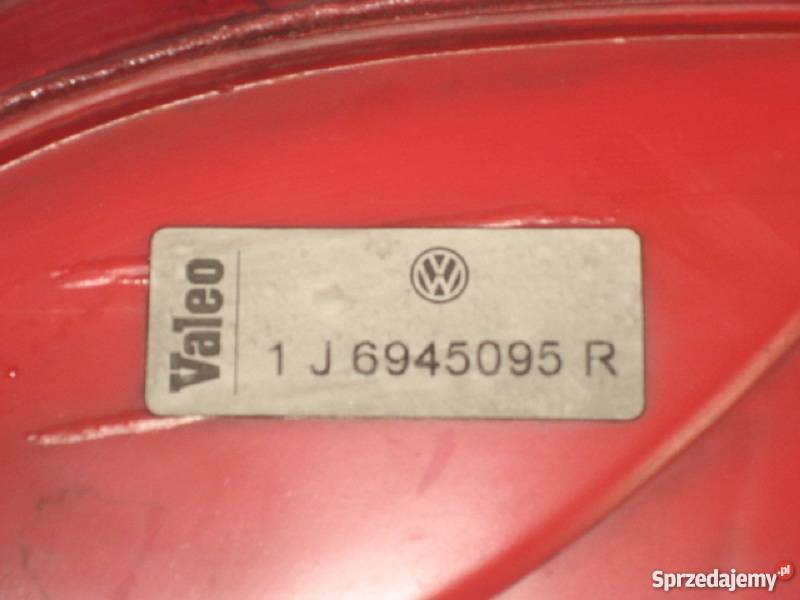 Valeo
1 J 6945095 R
Sprzedajemy.pl